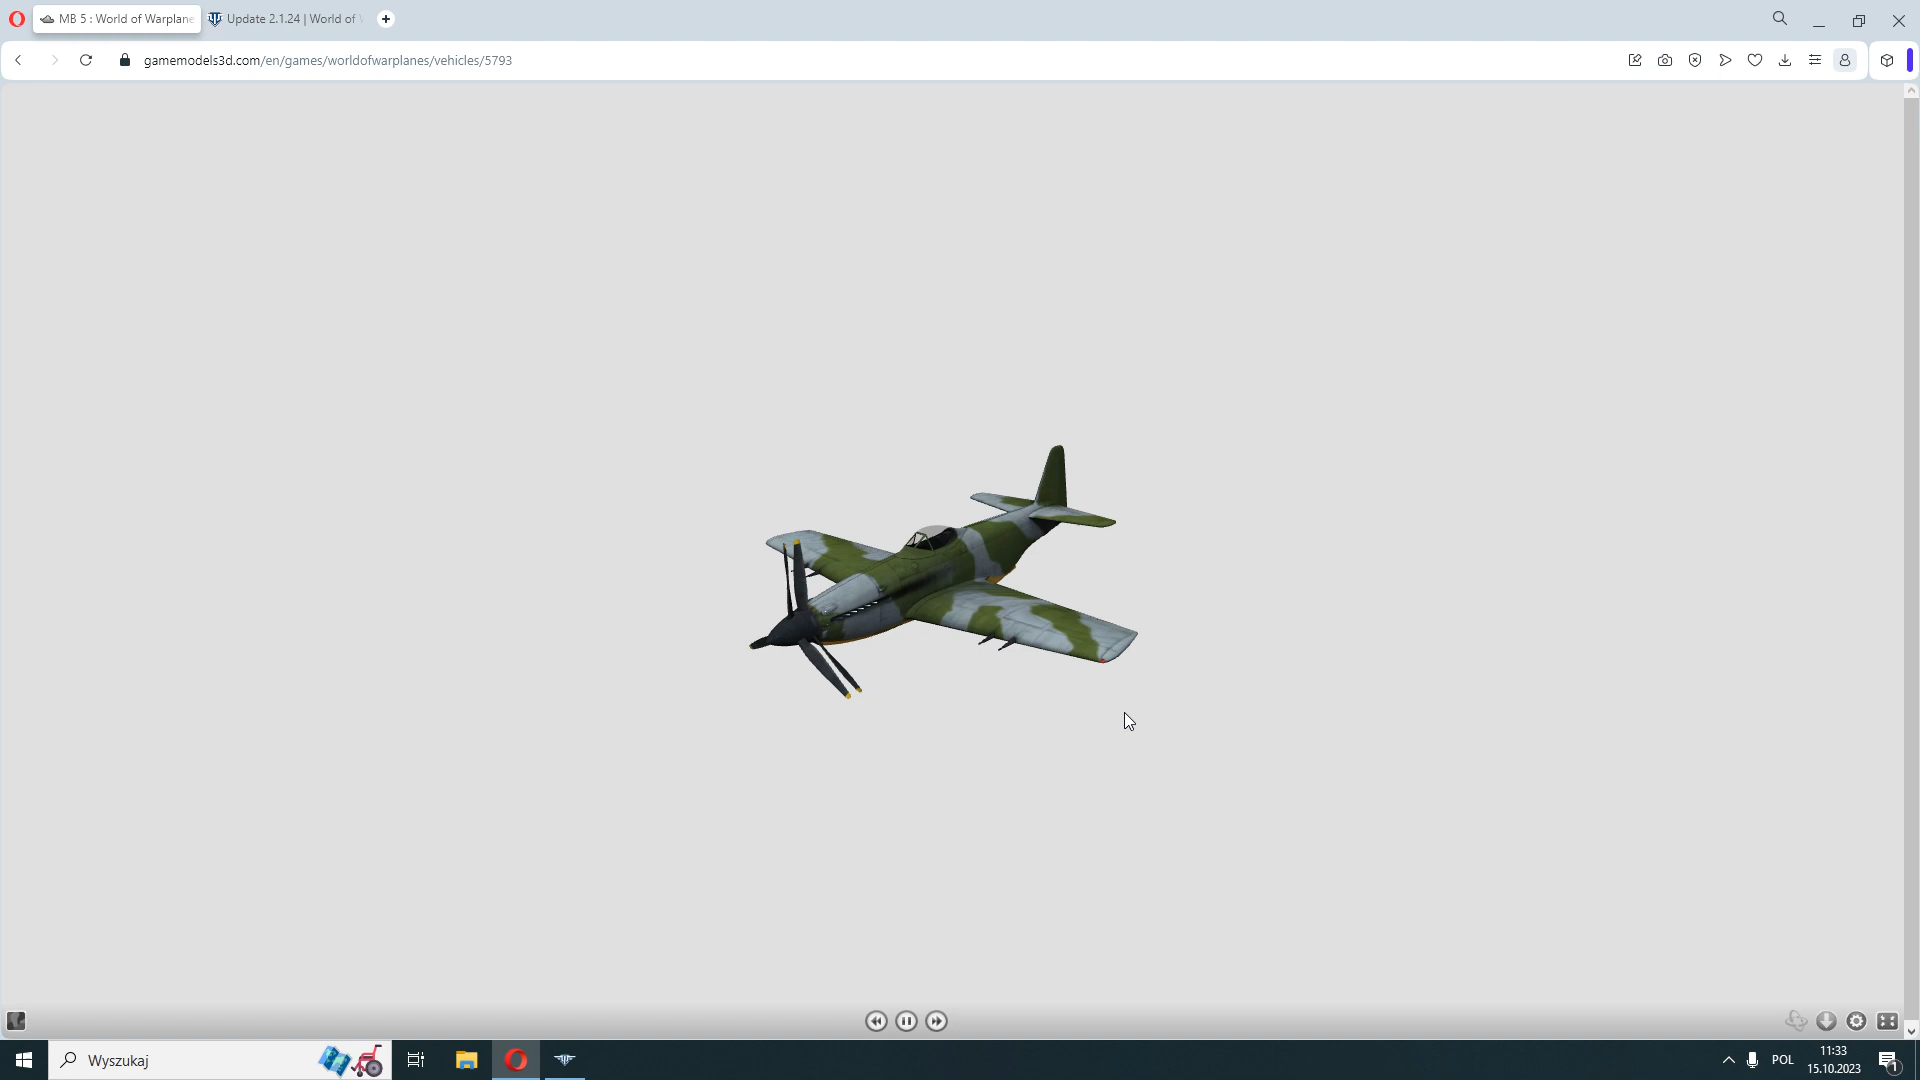 MB 5 : World of Warplane
Update 2.1.24 | World of
gamemodels3d.com/en/games/worldofwarplanes/vehicles/5793
Wyszukaj
POL
11:33
15.10.2023
1